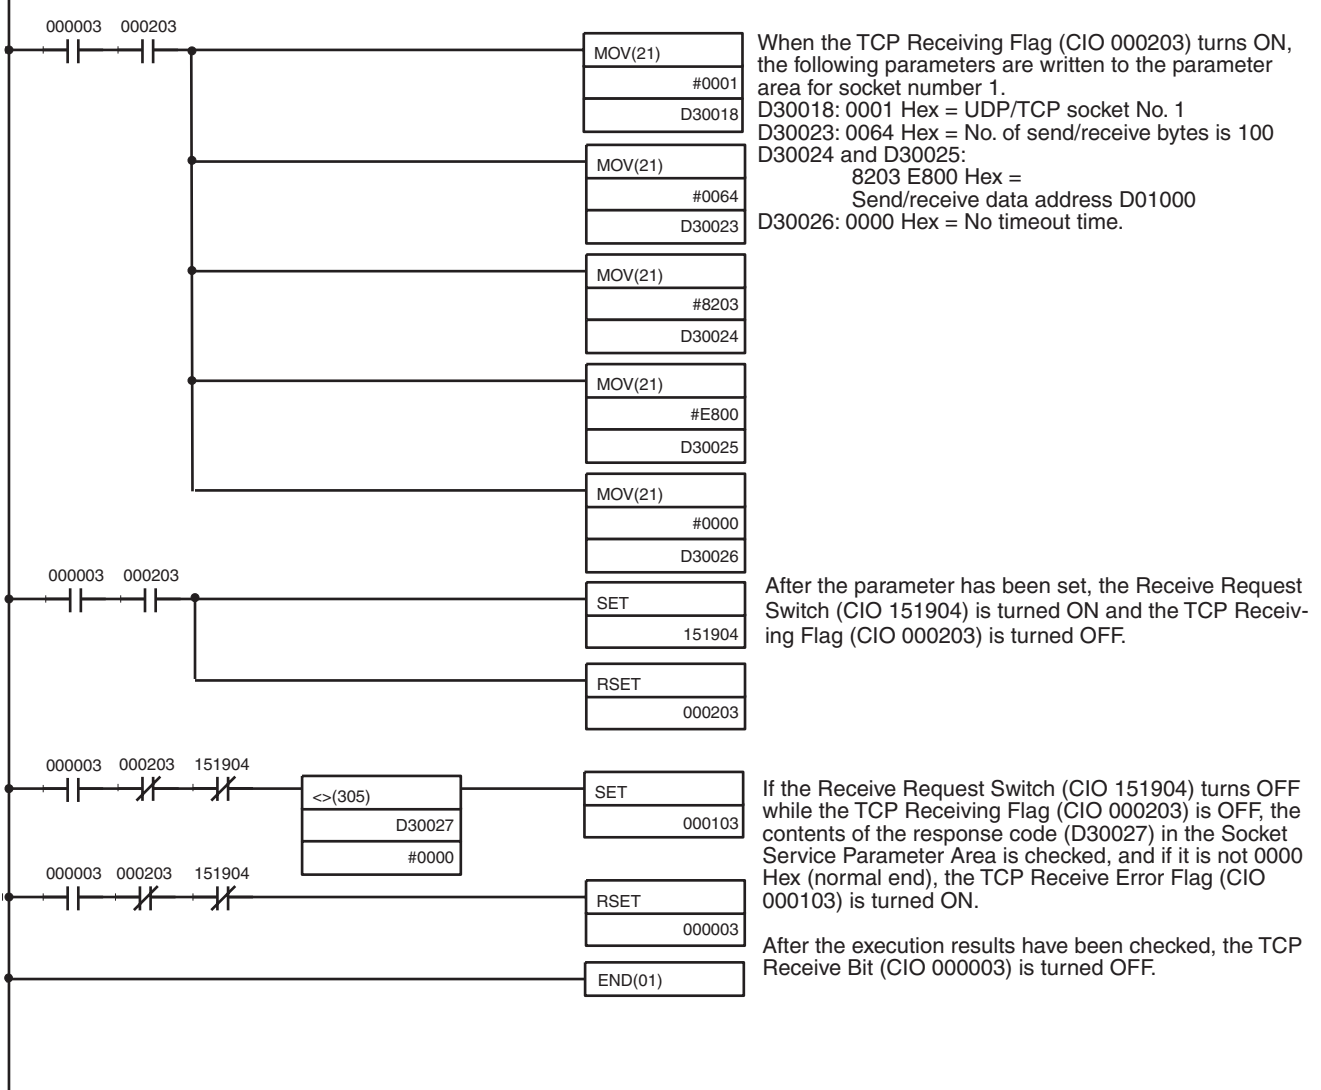 000003 000203
MOV(21)
#0001
D30018
When the TCP Receiving Flag (CIO 000203) turns ON,
the following parameters are written to the parameter
area for socket number 1.
D30018: 0001 Hex = UDP/TCP socket No. 1
D30023: 0064 Hex = No. of send/receive bytes is 100
D30024 and D30025:
8203 E800 Hex =
Send/receive data address D01000
D30026: 0000 Hex = No timeout time.
MOV(21)
#0064
D30023
MOV(21)
#8203
D30024
MOV(21)
#E800
D30025
MOV(21)
#0000
D30026
000003 000203
SET
151904
After the parameter has been set, the Receive Request
Switch (CIO 151904) is turned ON and the TCP Receiv-
ing Flag (CIO 000203) is turned OFF.
RSET
000203
000003 000203 151904
<>(305)
D30027
#0000
SET
000103
If the Receive Request Switch (CIO 151904) turns OFF
while the TCP Receiving Flag (CIO 000203) is OFF, the
contents of the response code (D30027) in the Socket
Service Parameter Area is checked, and if it is not 0000
Hex (normal end), the TCP Receive Error Flag (CIO
000103) is turned ON.
000003 000203 151904
RSET
000003
After the execution results have been checked, the TCP
Receive Bit (CIO 000003) is turned OFF.
END(01)